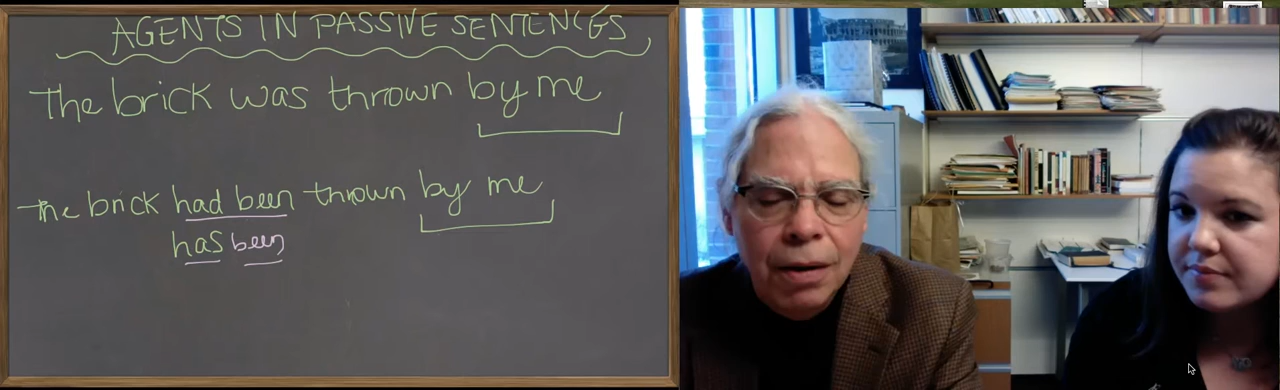 AGENTS IN PASSIVE SENTENCES
The brick was thrown by me
The brick had been thrown by me
has been